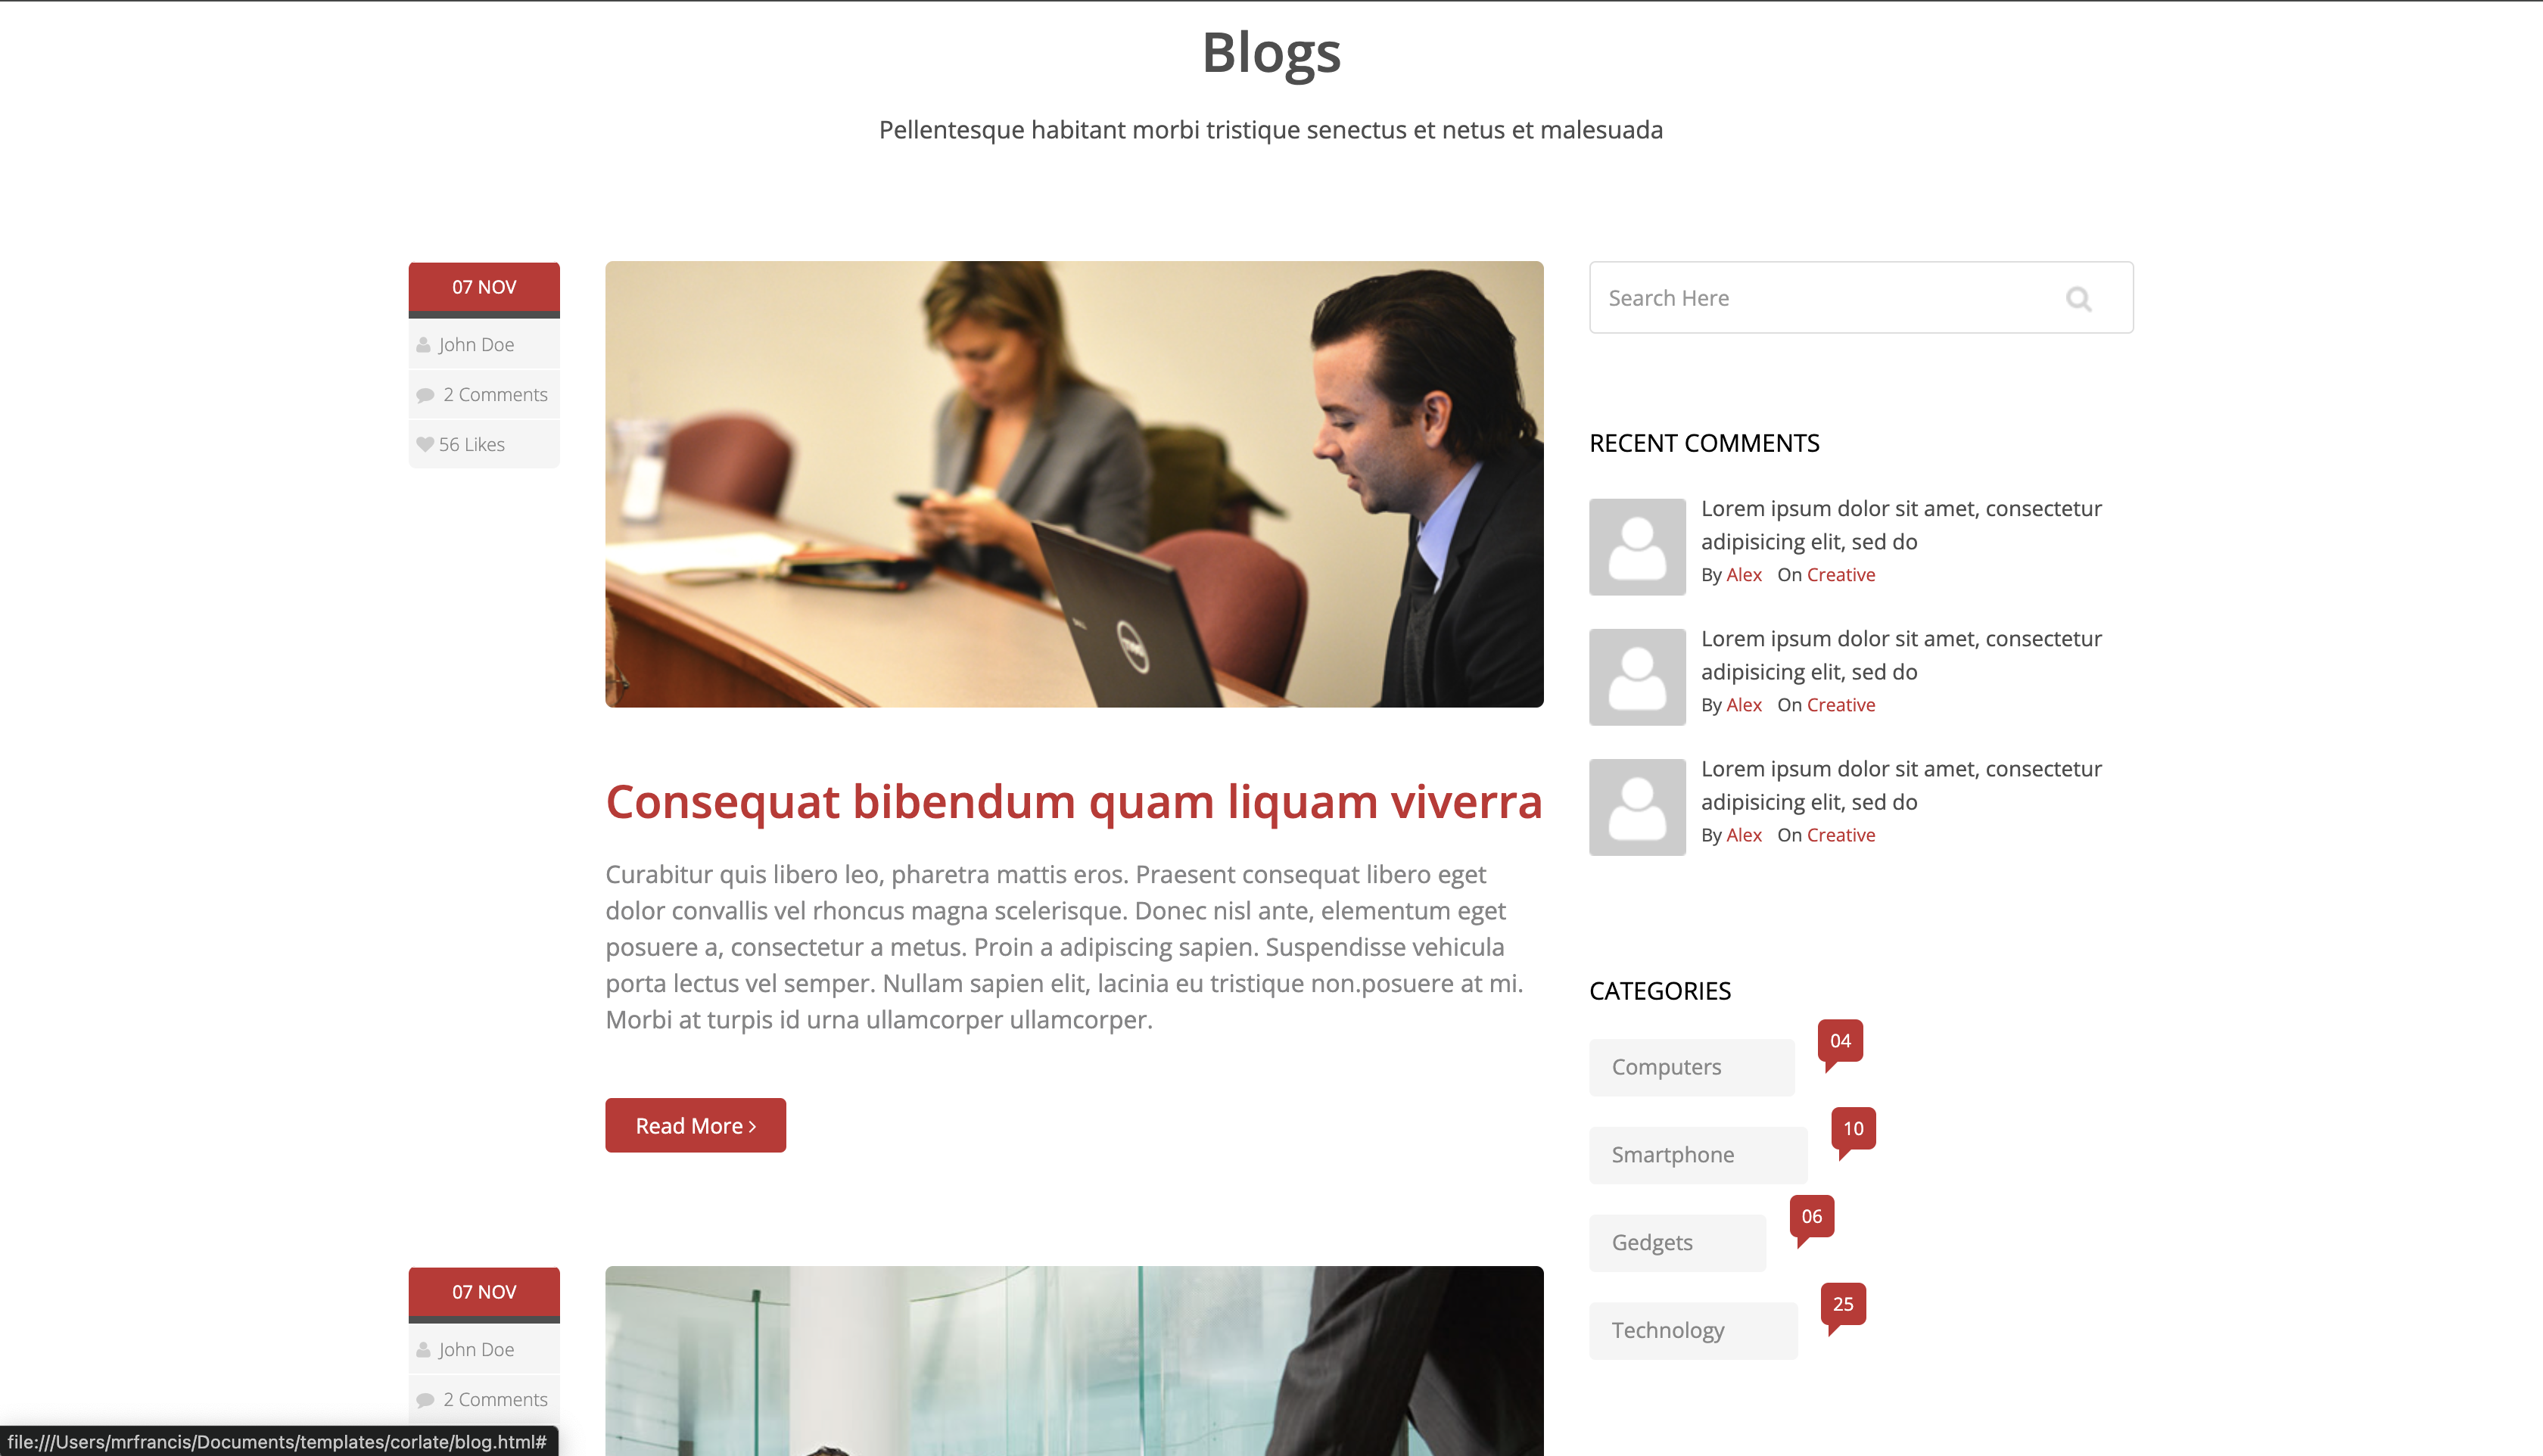 Blogs
Pellentesque habitant morbi tristique senectus et netus et malesuada
07 NOV
John Doe
2 Comments
56 Likes
DELL
DELL
Consequat bibendum quam liquam viverra
Curabitur quis libero leo, pharetra mattis eros. Praesent consequat libero eget
dolor convallis vel rhoncus magna scelerisque. Donec nisl ante, elementum eget
posuere a, consectetur a metus. Proin a adipiscing sapien. Suspendisse vehicula
porta lectus vel semper. Nullam sapien elit, lacinia eu tristique non.posuere at mi.
Morbi at turpis id urna ullamcorper ullamcorper.
Read More
07 NOV
John Doe
2 Comments
Search Here
RECENT COMMENTS
Lorem ipsum dolor sit amet, consectetur
adipisicing elit, sed do
By Alex On Creative
Lorem ipsum dolor sit amet, consectetur
adipisicing elit, sed do
By Alex On Creative
Lorem ipsum dolor sit amet, consectetur
adipisicing elit, sed do
By Alex On Creative
CATEGORIES
Computers 04
Smartphone 10
Gedgets 06
Technology 25
file:///Users/mrfrancis/Documents/templates/corlate/blog.html#